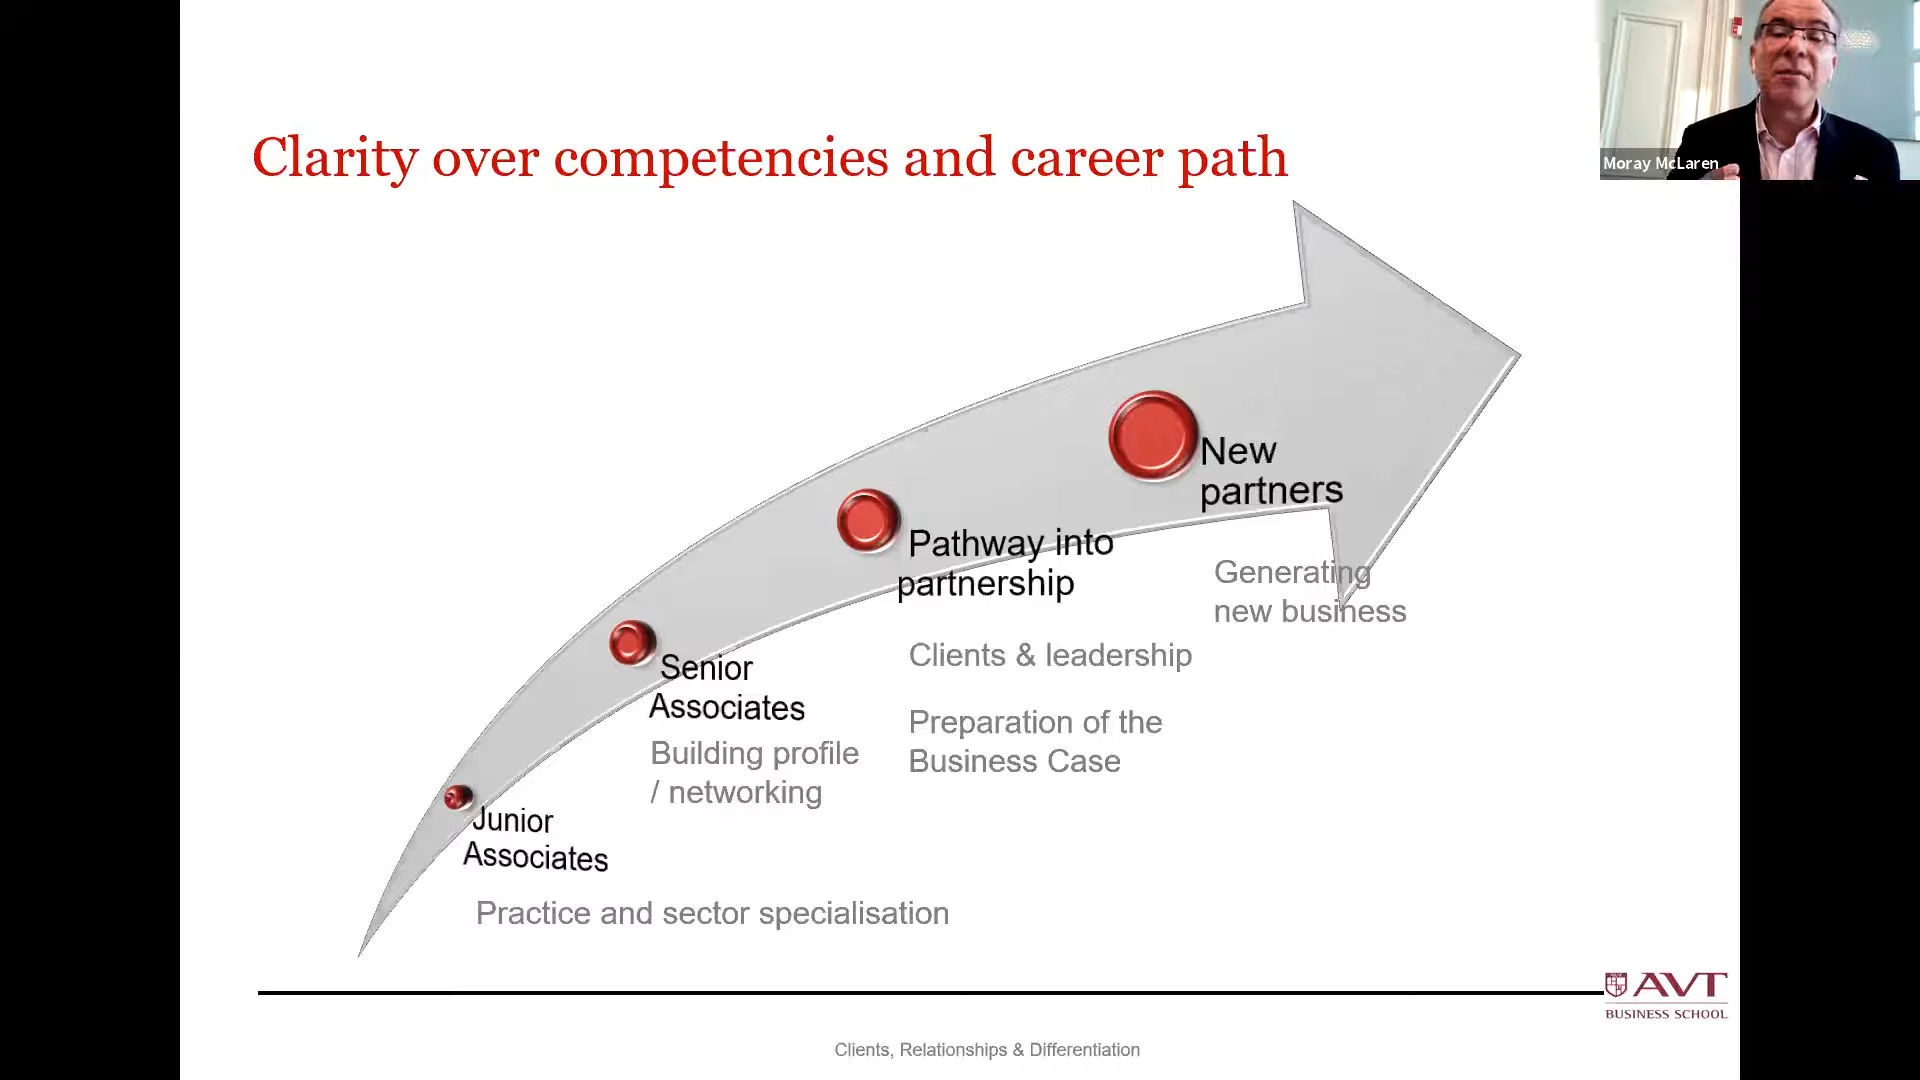 Clarity over competencies and career path
Moray McLaren
New
partners
Generating
new business
Pathway into
partnership
Clients & leadership
Preparation of the
Business Case
Senior
Associates
Building profile
/ networking
Junior
Associates
Practice and sector specialisation
AVT
BUSINESS SCHOOL
Clients, Relationships & Differentiation